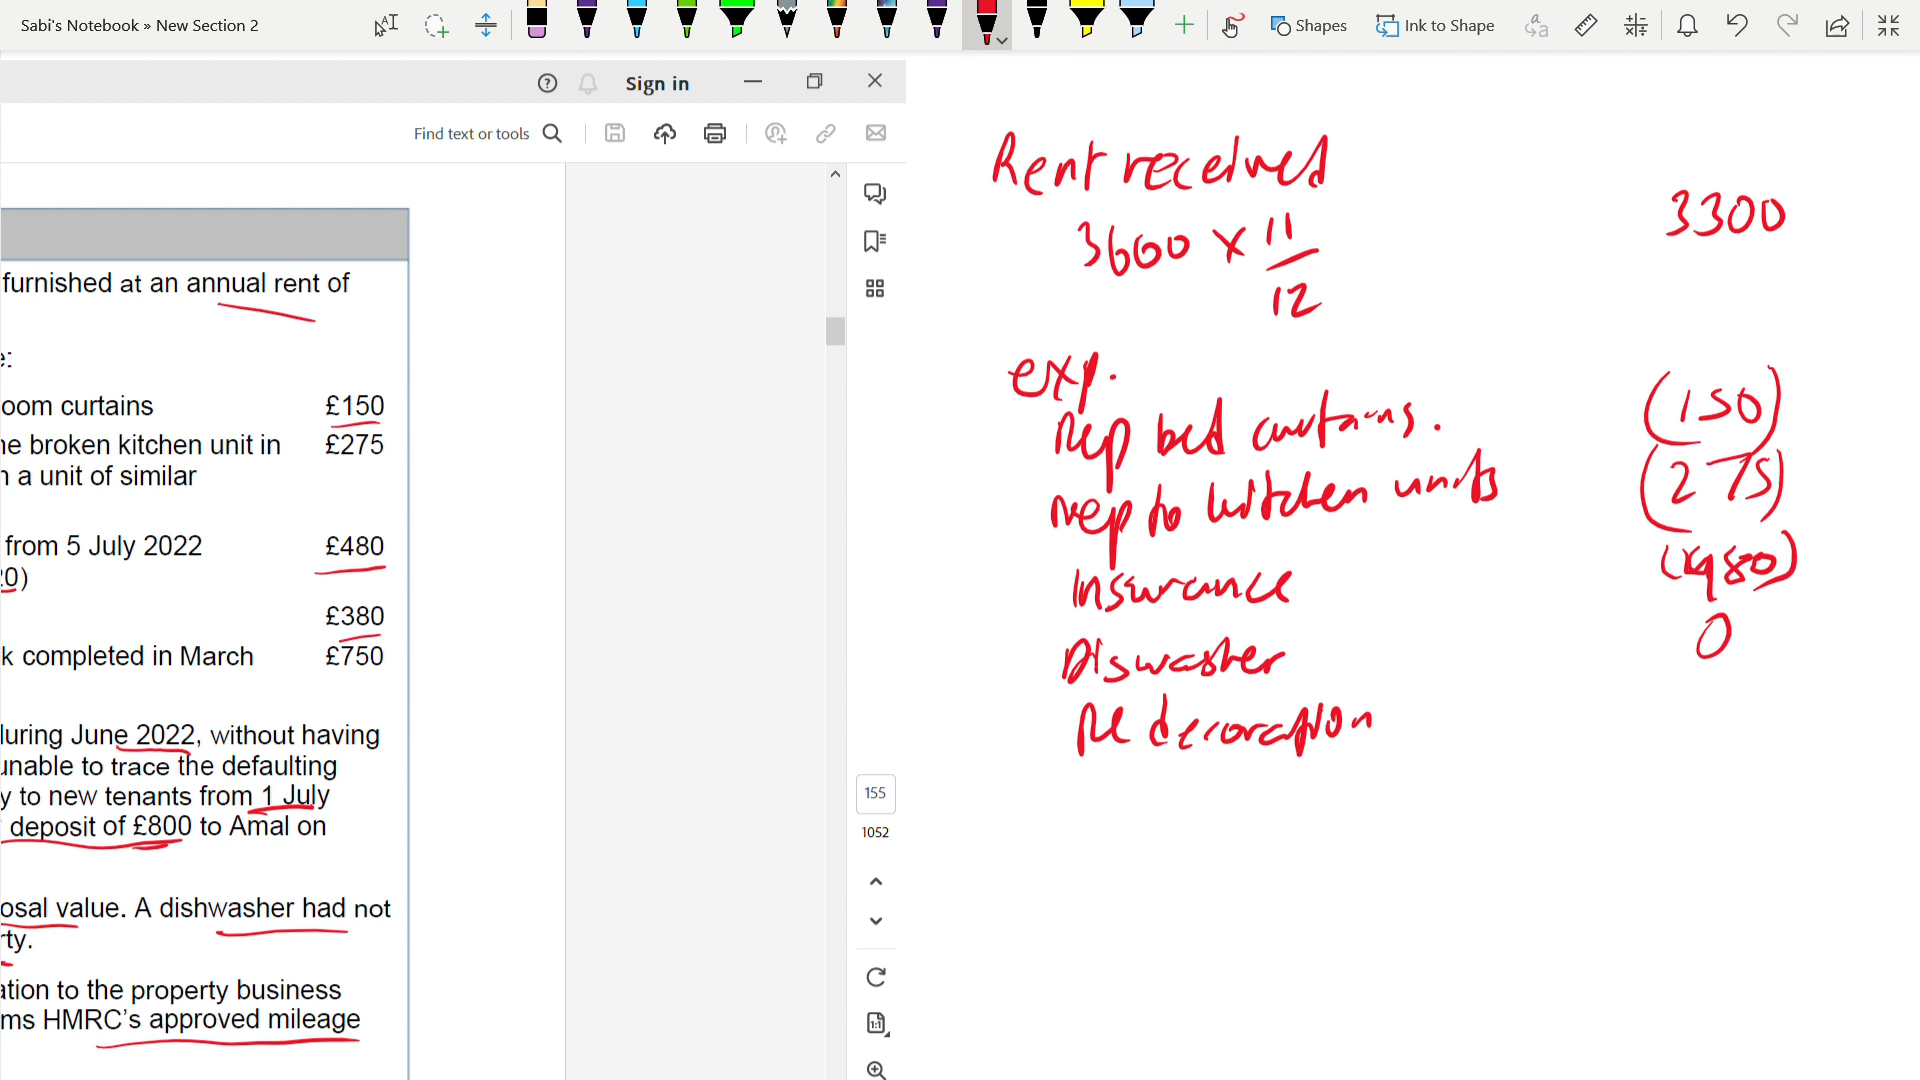 Sabi's Notebook » New Section 2
Shapes
Ink to Shape
Sign in
Find text or tools
furnished at an annual rent of
e:
oom curtains £150
ne broken kitchen unit in £275
n a unit of similar
from 5 July 2022 £480
20)
£380
k completed in March £750
luring June 2022, without having
unable to trace the defaulting
y to new tenants from 1 July
deposit of £800 to Amal on
osal value. A dishwasher had not
rty.
ation to the property business
ms HMRC's approved mileage
155
1052
Rent received
3600 x 11 3300
12
exp.
Rep bed curtains. (150)
rep to kitchen units (275)
Insurance (480)
Diswasher 0
Redecoration